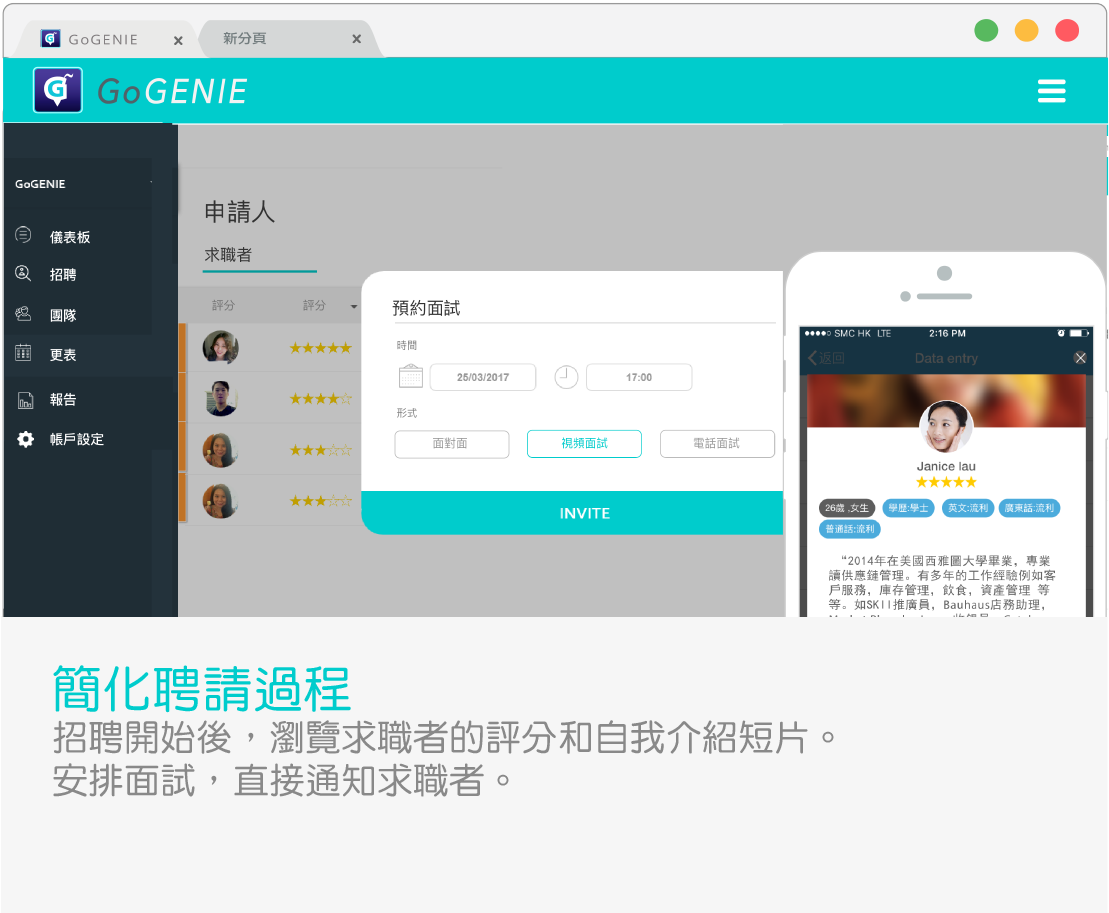 GoGENIE
新分頁
GoGENIE
GoGENIE
儀表板
招聘
團隊
更表
報告
帳戶設定
申請人
求職者
評分 評分
預約面試
時間
25/03/2017 17:00
形式
面對面 視頻面試 電話面試
INVITE
SMC HK LTE 2:16 PM
返回 Data entry
Janice lau
26歲 ,女生 學歷:學士 英文:流利 廣東話:流利
普通話:流利
“2014年在美國西雅圖大學畢業，專業
讀供應鏈管理。有多年的工作經驗例如客
戶服務，庫存管理，飲食，資產管理 等
等。如SKII推廣員，Bauhaus店務助理，
簡化聘請過程
招聘開始後，瀏覽求職者的評分和自我介紹短片。
安排面試，直接通知求職者。